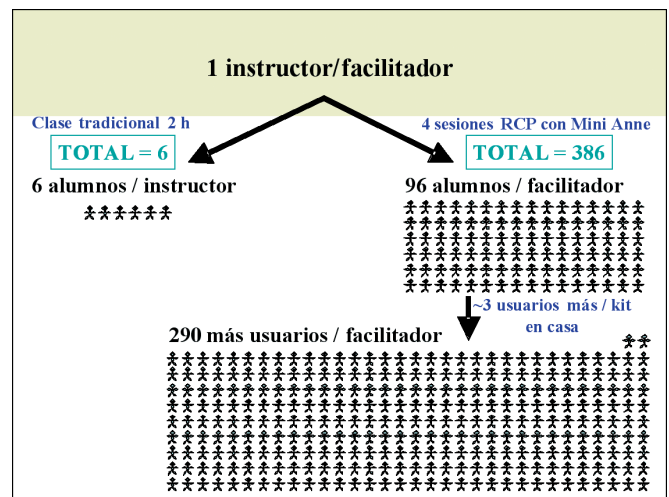 1 instructor/facilitador
Clase tradicional 2 h
TOTAL = 6
6 alumnos / instructor
4 sesiones RCP con Mini Anne
TOTAL = 386
96 alumnos / facilitador
~3 usuarios más / kit
en casa
290 más usuarios / facilitador